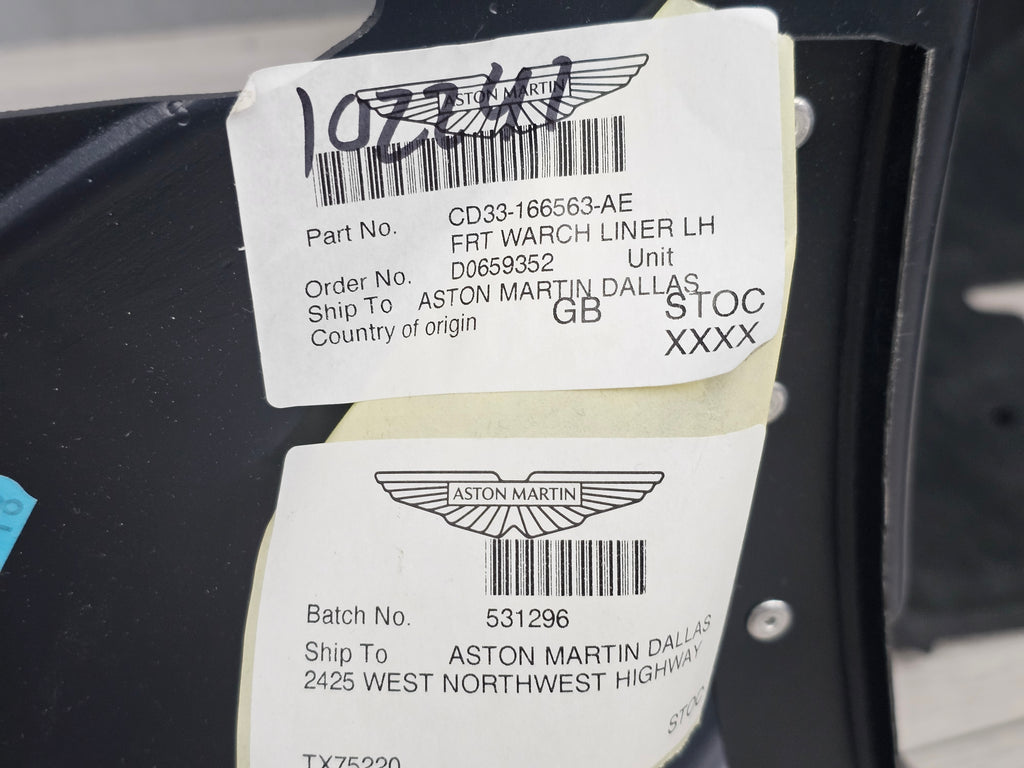 102241
ASTON MARTIN
Part No. CD33-166563-AE
FRT WARCH LINER LH
Order No. D0659352 Unit
Ship To ASTON MARTIN DALLAS
Country of origin GB STOC
XXXX
ASTON MARTIN
Batch No. 531296
Ship To ASTON MARTIN DALLAS
2425 WEST NORTHWEST HIGHWAY
STOC
TX75220